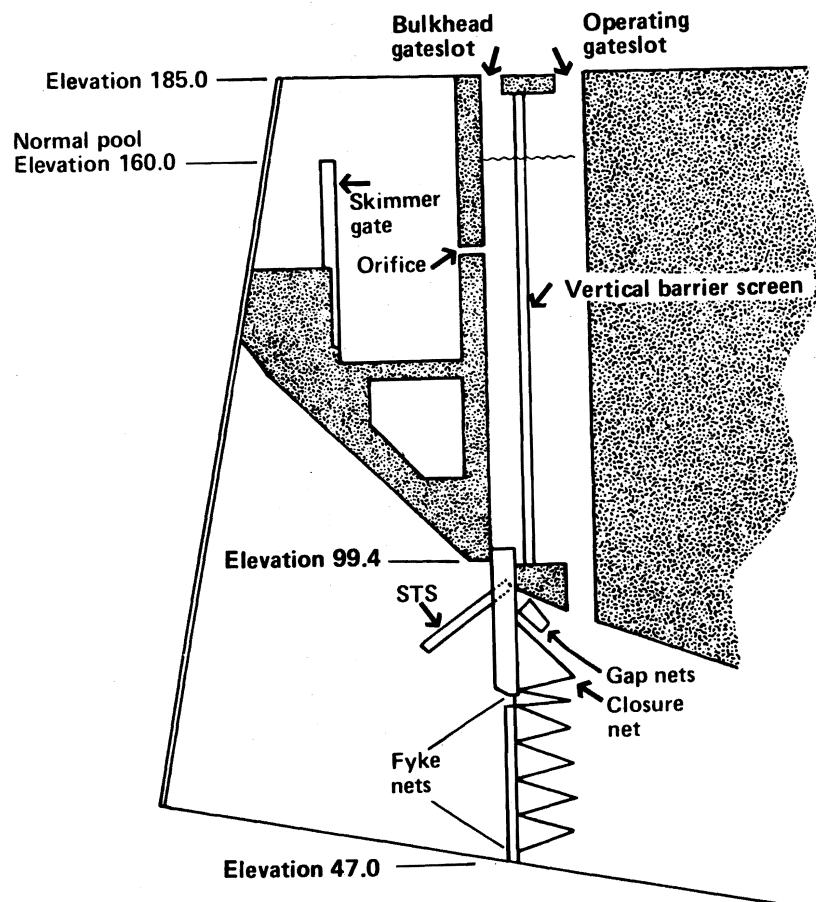 Bulkhead
gateslot
Operating
gateslot
Elevation 185.0
Normal pool
Elevation 160.0
Skimmer
gate
Orifice
Vertical barrier screen
Elevation 99.4
STS
Gap nets
Closure
net
Fyke
nets
Elevation 47.0